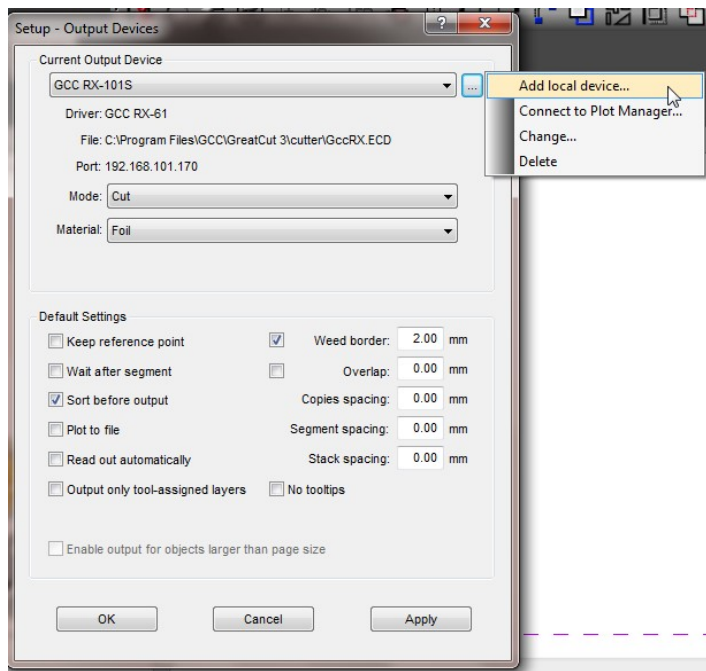 Setup - Output Devices
?
X
Current Output Device
GCC RX-101S
...
Add local device...
Connect to Plot Manager...
Change...
Delete
Driver: GCC RX-61
File: C:\Program Files\GCC\GreatCut 3\cutter\GccRX.ECD
Port: 192.168.101.170
Mode: Cut
Material: Foil
Default Settings
Keep reference point
Weed border: 2.00 mm
Wait after segment
Overlap: 0.00 mm
Sort before output
Copies spacing: 0.00 mm
Plot to file
Segment spacing: 0.00 mm
Read out automatically
Stack spacing: 0.00 mm
Output only tool-assigned layers
No tooltips
Enable output for objects larger than page size
OK
Cancel
Apply